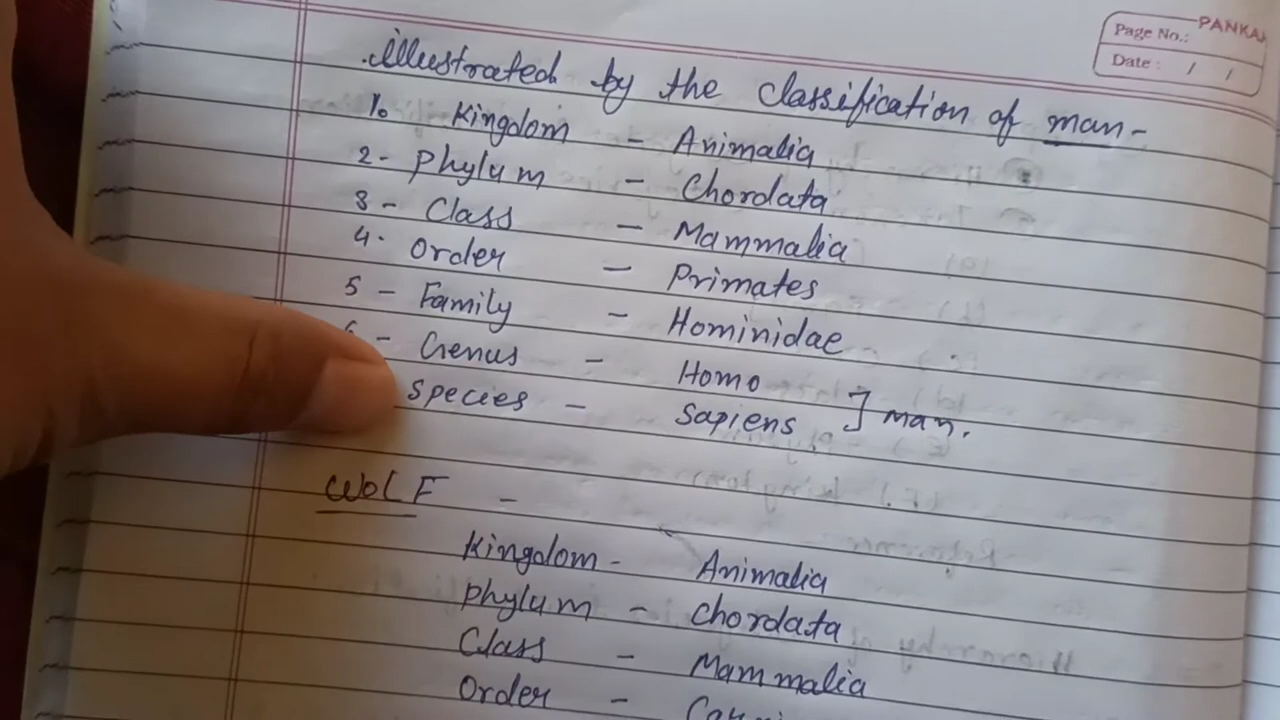 PANKAJ
Page No.:
Date : / /
illustrated by the classification of man-
1. Kingdom - Animalia
2- Phylum - Chordata
3 - Class - Mammalia
4. Order - Primates
5 - Family - Hominidae
- Genus - Homo
Species - Sapiens ] man.
WOLF -
Kingdom - Animalia
Phylum - Chordata
Class - Mammalia
Order -